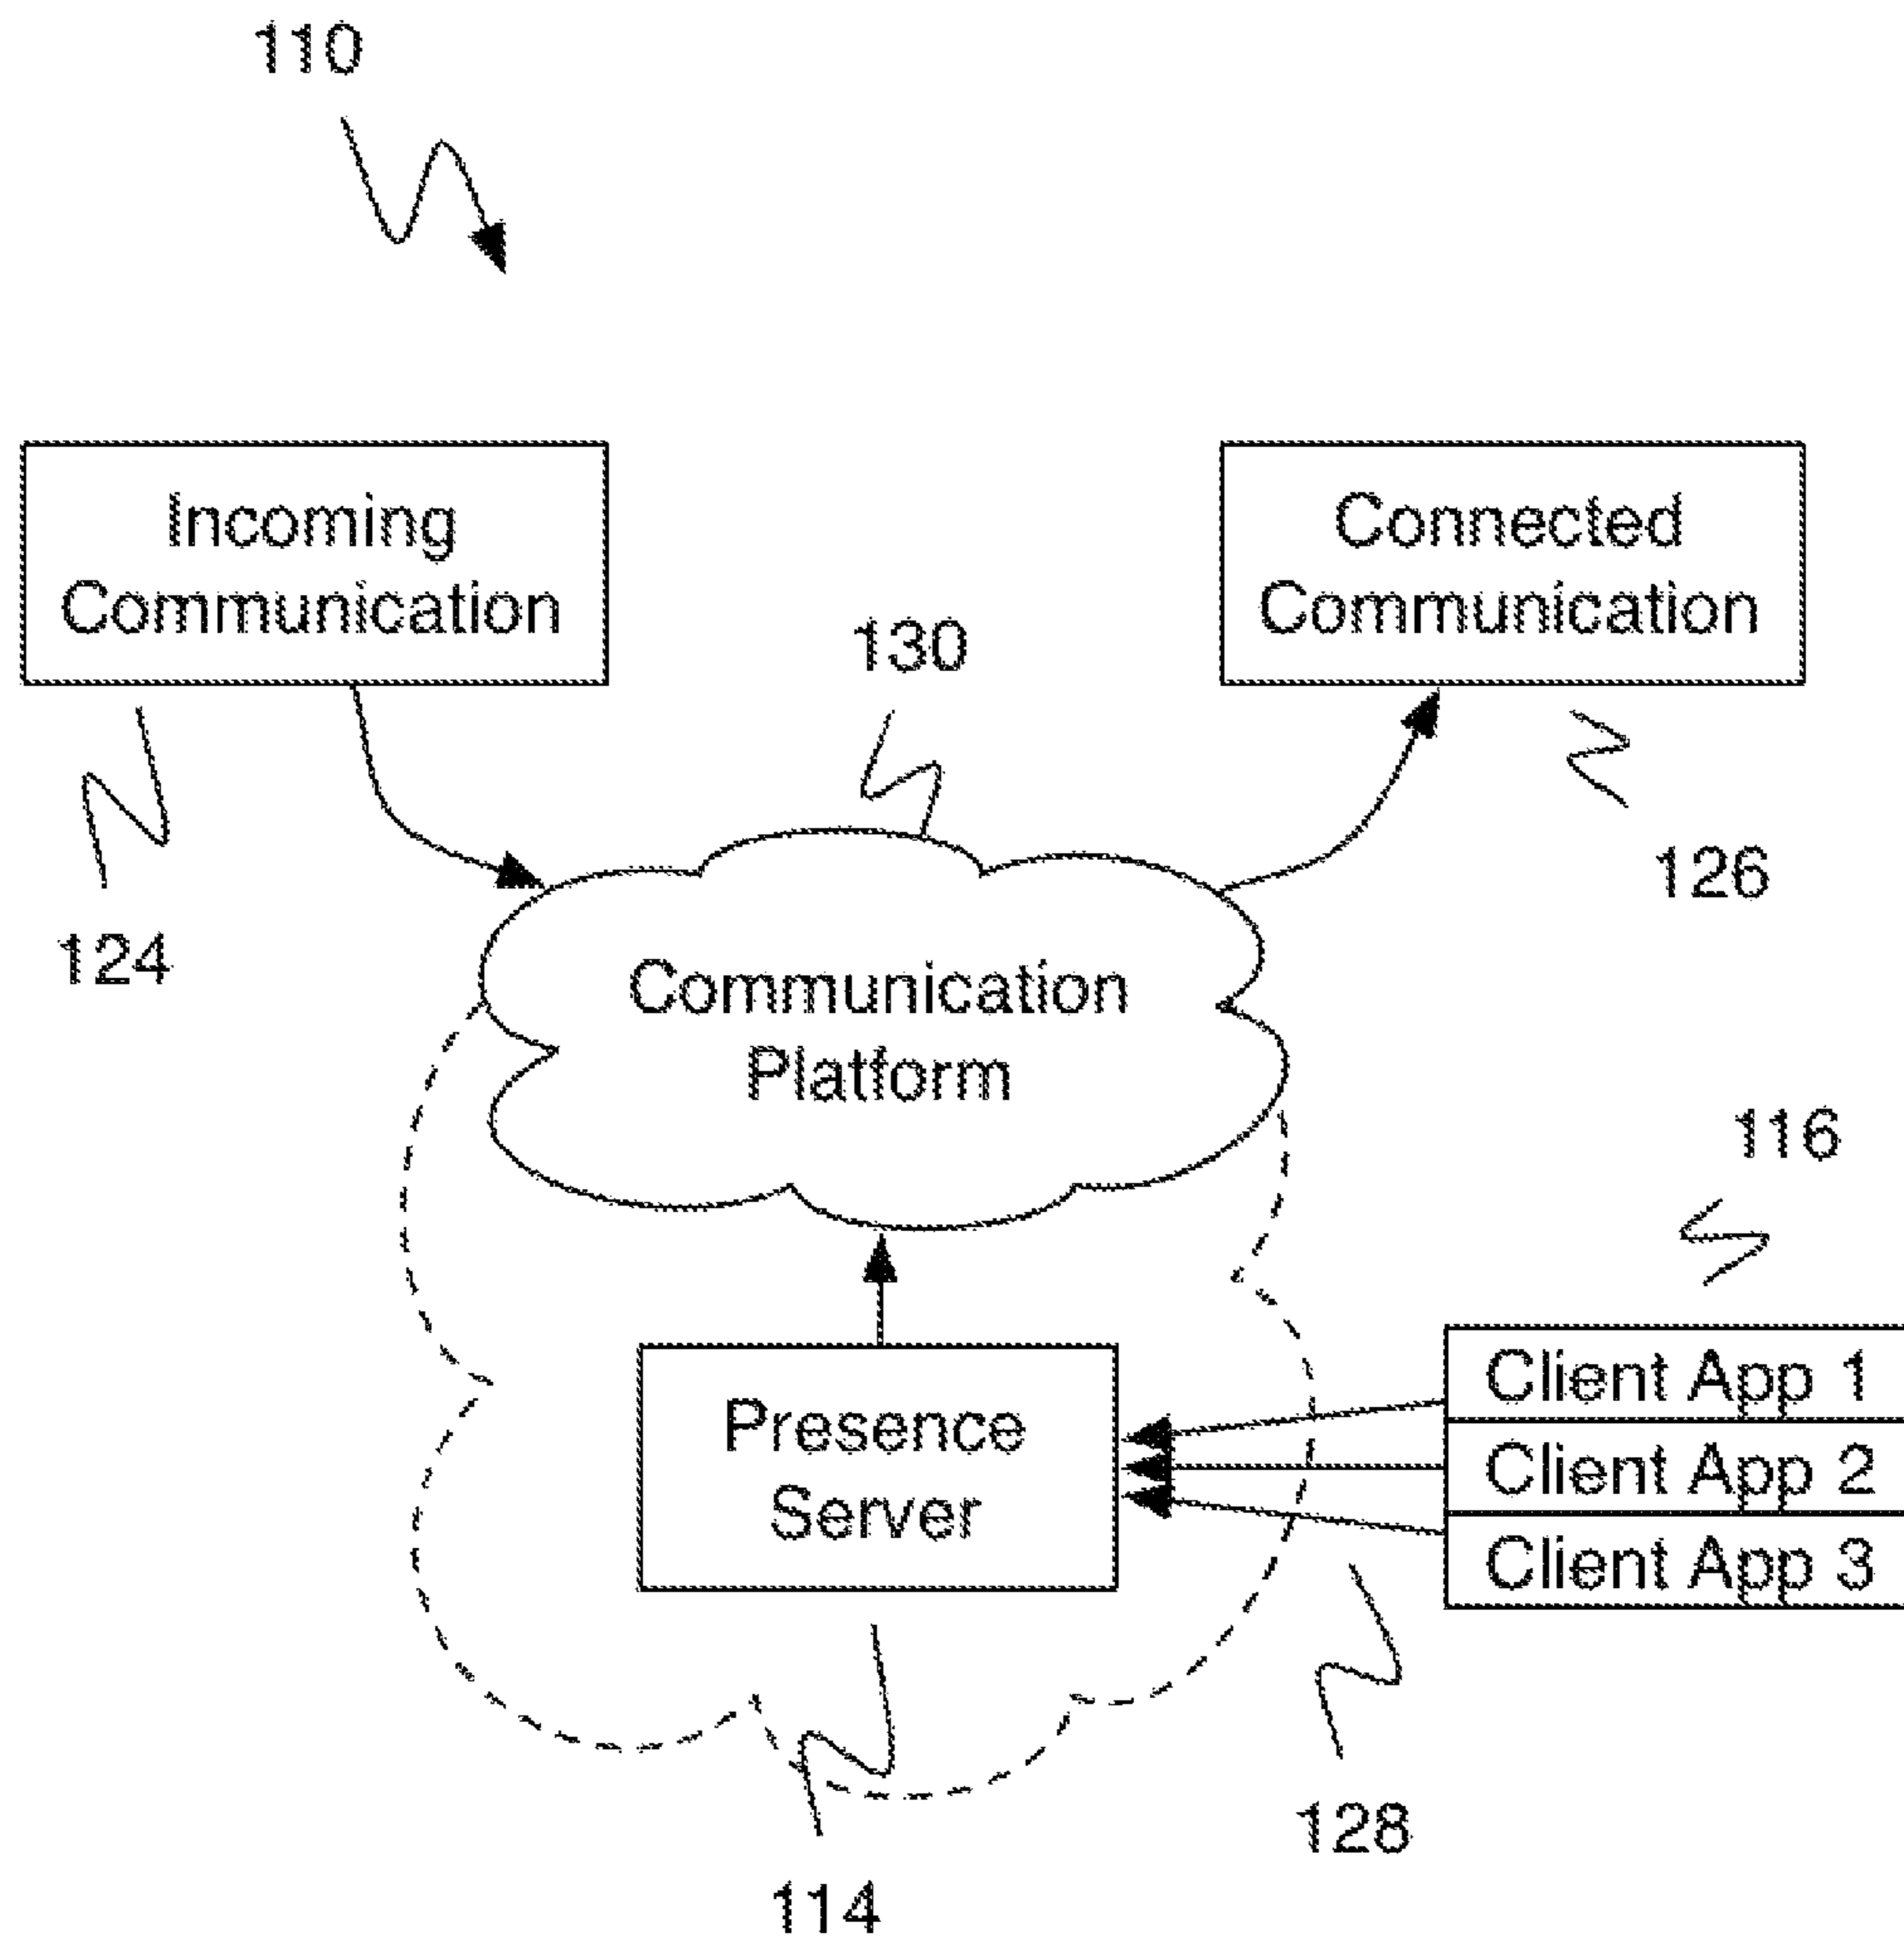 110
Incoming
Communication
Connected
Communication
130
126
124
Communication
Platform
116
Client App 1
Client App 2
Client App 3
Presence
Server
128
114